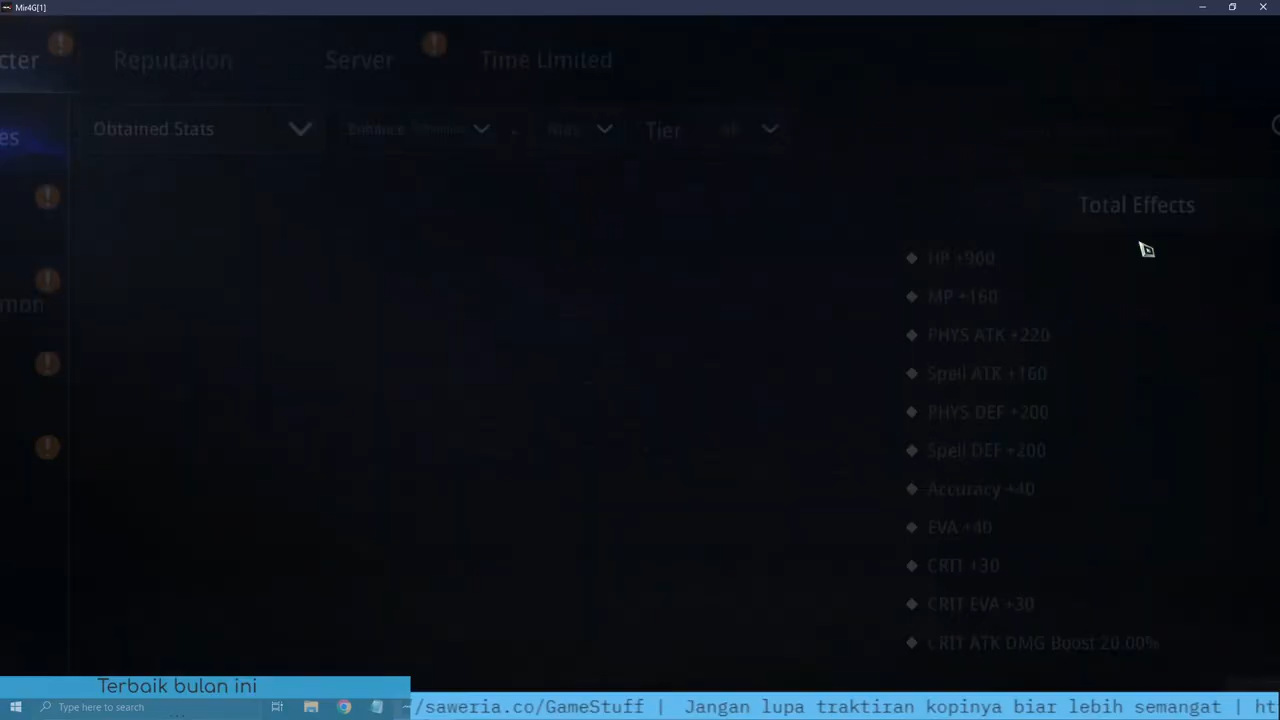 Mir4G[1]
cter
Reputation
Server
Time Limited
es
Obtained Stats
Enhance
Tier
all
Total Effects
mon
HP +900
MP +160
PHYS ATK +220
Spell ATK +160
PHYS DEF +200
Spell DEF +200
Accuracy +40
EVA +40
CRIT +30
CRIT EVA +30
CRIT ATK DMG Boost 20.00%
Terbaik bulan ini
Type here to search
/saweria.co/GameStuff | Jangan lupa traktiran kopinya biar lebih semangat | ht